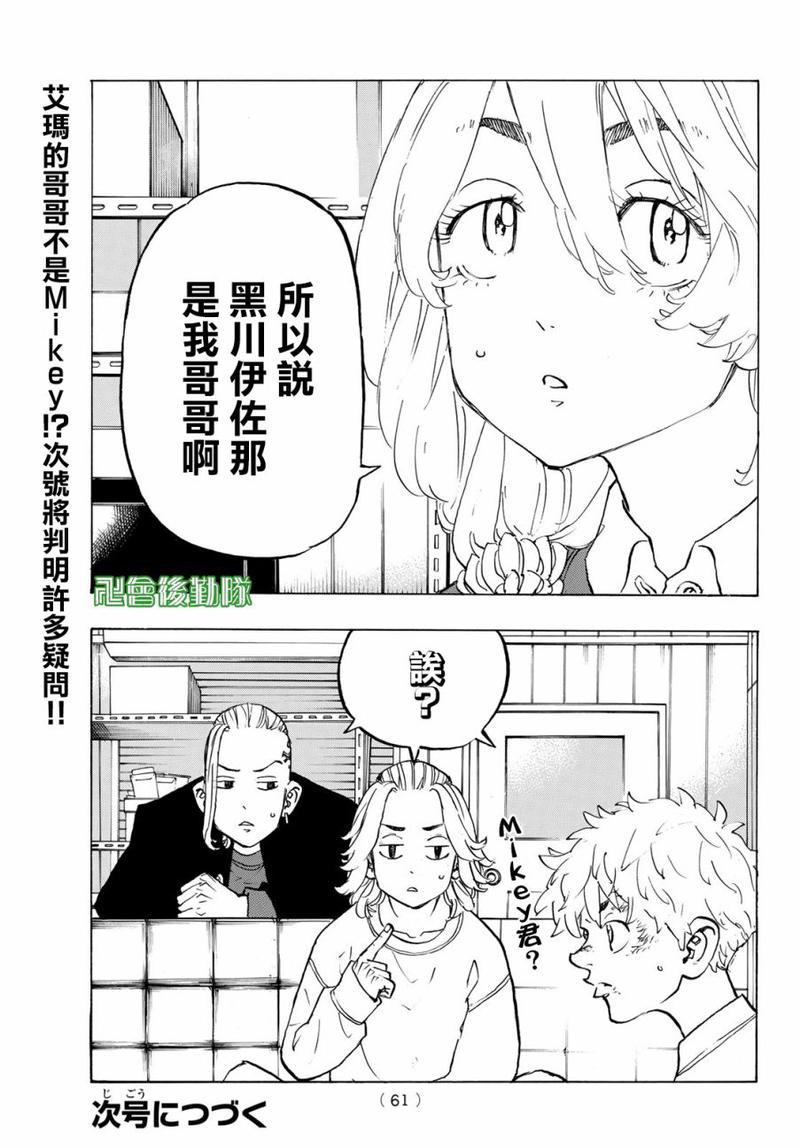 所以説
黑川伊佐那
是我哥哥啊
卍會後勤隊
誒？
Mikey君？
艾瑪的哥哥不是Mikey!?次號將判明許多疑問!!
じごう
次号につづく
（61）